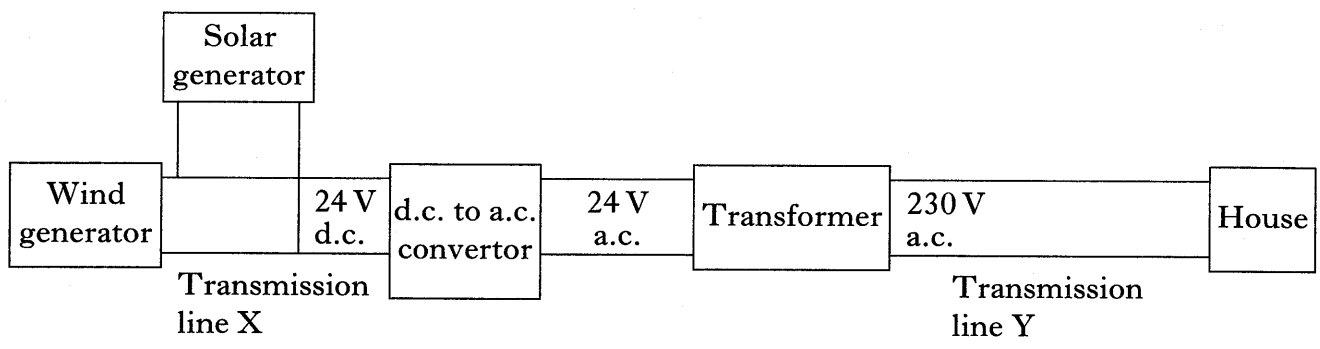 Solar
generator
Wind
generator
24 V
d.c.
d.c. to a.c.
convertor
24 V
a.c.
Transformer
230 V
a.c.
House
Transmission
line X
Transmission
line Y